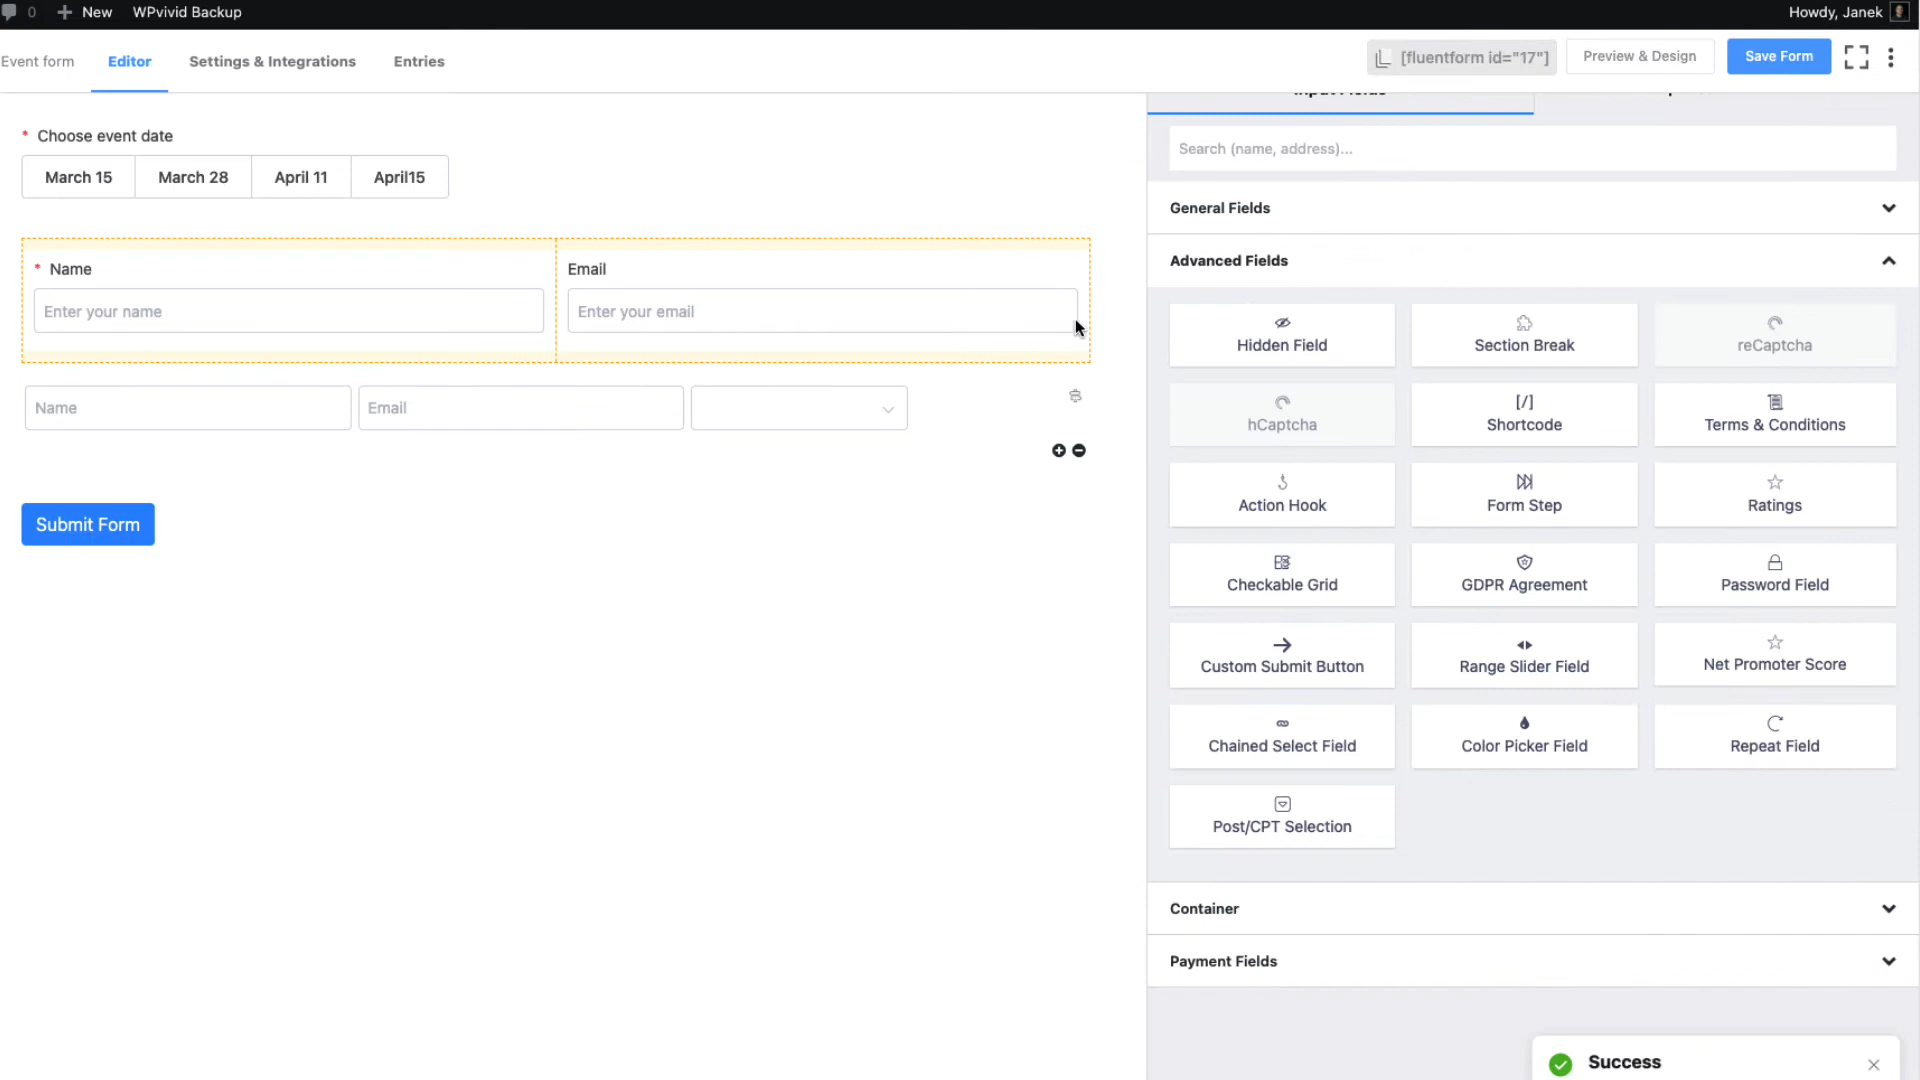 0 New WPvivid Backup Howdy, Janek
Event form Editor Settings & Integrations Entries [fluentform id="17"] Preview & Design Save Form
* Choose event date
March 15 March 28 April 11 April15
* Name Email
Enter your name Enter your email
Name Email
Submit Form
Input Fields
Search (name, address)...
General Fields
Advanced Fields
Hidden Field Section Break reCaptcha
hCaptcha [/] Shortcode Terms & Conditions
Action Hook Form Step Ratings
Checkable Grid GDPR Agreement Password Field
Custom Submit Button Range Slider Field Net Promoter Score
Chained Select Field Color Picker Field Repeat Field
Post/CPT Selection
Container
Payment Fields
Success